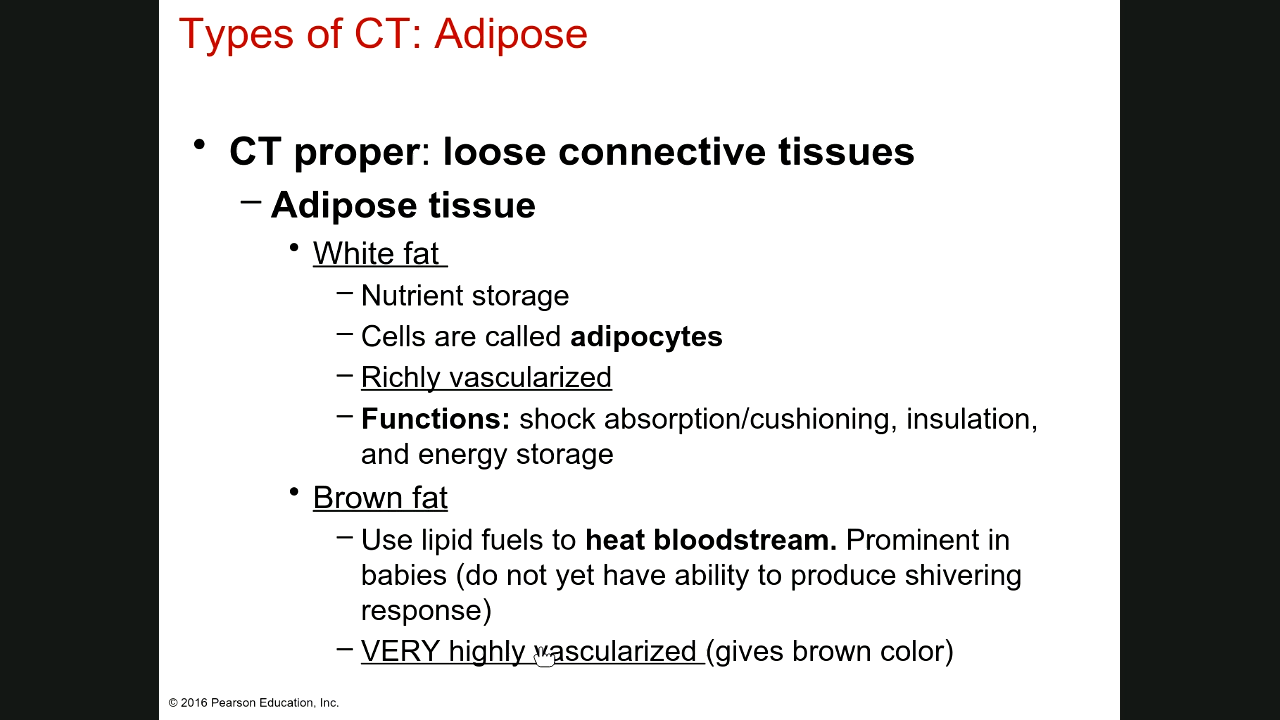 Types of CT: Adipose
• CT proper: loose connective tissues
– Adipose tissue
• White fat
– Nutrient storage
– Cells are called adipocytes
– Richly vascularized
– Functions: shock absorption/cushioning, insulation,
and energy storage
• Brown fat
– Use lipid fuels to heat bloodstream. Prominent in
babies (do not yet have ability to produce shivering
response)
– VERY highly vascularized (gives brown color)
© 2016 Pearson Education, Inc.